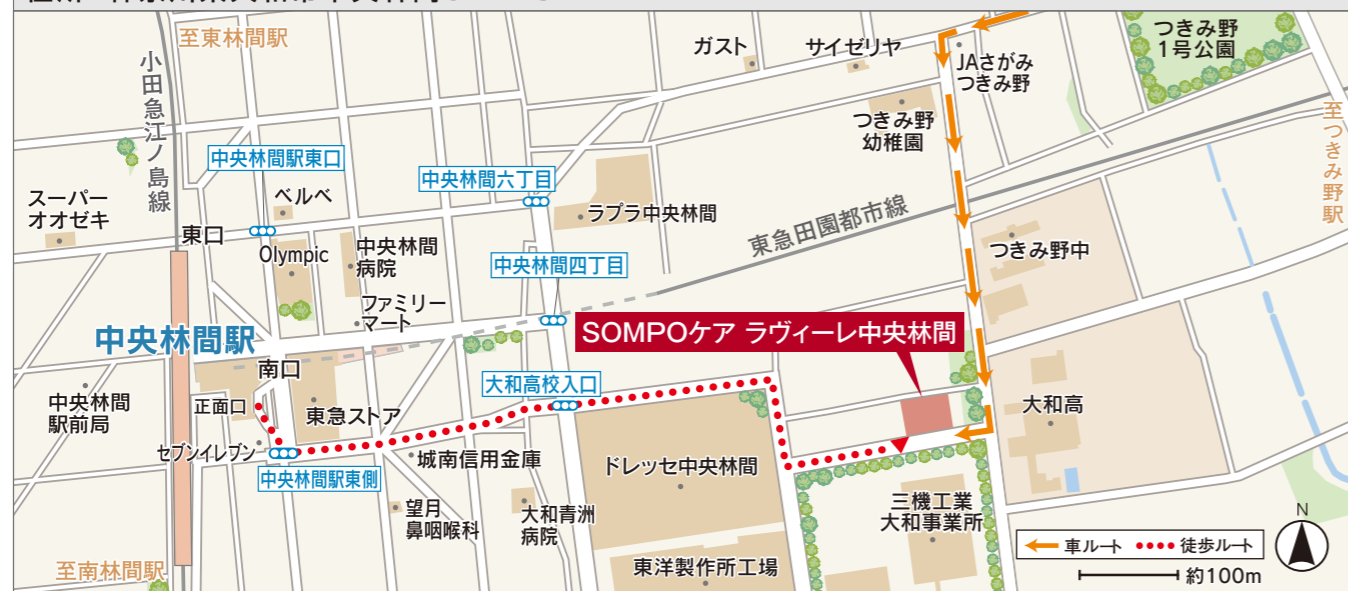 至東林間駅
小田急江ノ島線
ガスト
サイゼリヤ
JAさがみ
つきみ野
つきみ野
1号公園
至つきみ野駅
つきみ野
幼稚園
中央林間駅東口
ベルベ
中央林間六丁目
スーパー
オオゼキ
東口
Olympic
中央林間
病院
ラプラ中央林間
東急田園都市線
つきみ野中
中央林間四丁目
ファミリー
マート
中央林間駅
SOMPOケア ラヴィーレ中央林間
南口
大和高校入口
中央林間
駅前局
正面口
東急ストア
大和高
セブンイレブン
城南信用金庫
ドレッセ中央林間
中央林間駅東側
望月
鼻咽喉科
大和青洲
病院
三機工業
大和事業所
東洋製作所工場
至南林間駅
車ルート
徒歩ルート
N
約100m